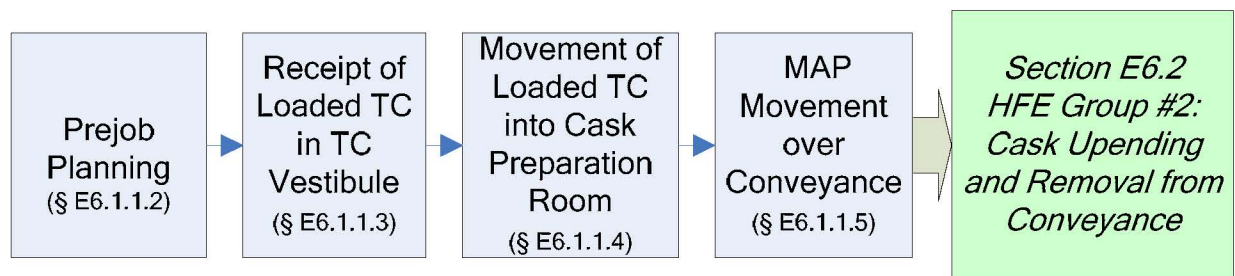 Prejob
Planning
(§ E6.1.1.2)
Receipt of
Loaded TC
in TC
Vestibule
(§ E6.1.1.3)
Movement of
Loaded TC
into Cask
Preparation
Room
(§ E6.1.1.4)
MAP
Movement
over
Conveyance
(§ E6.1.1.5)
Section E6.2
HFE Group #2:
Cask Upending
and Removal from
Conveyance